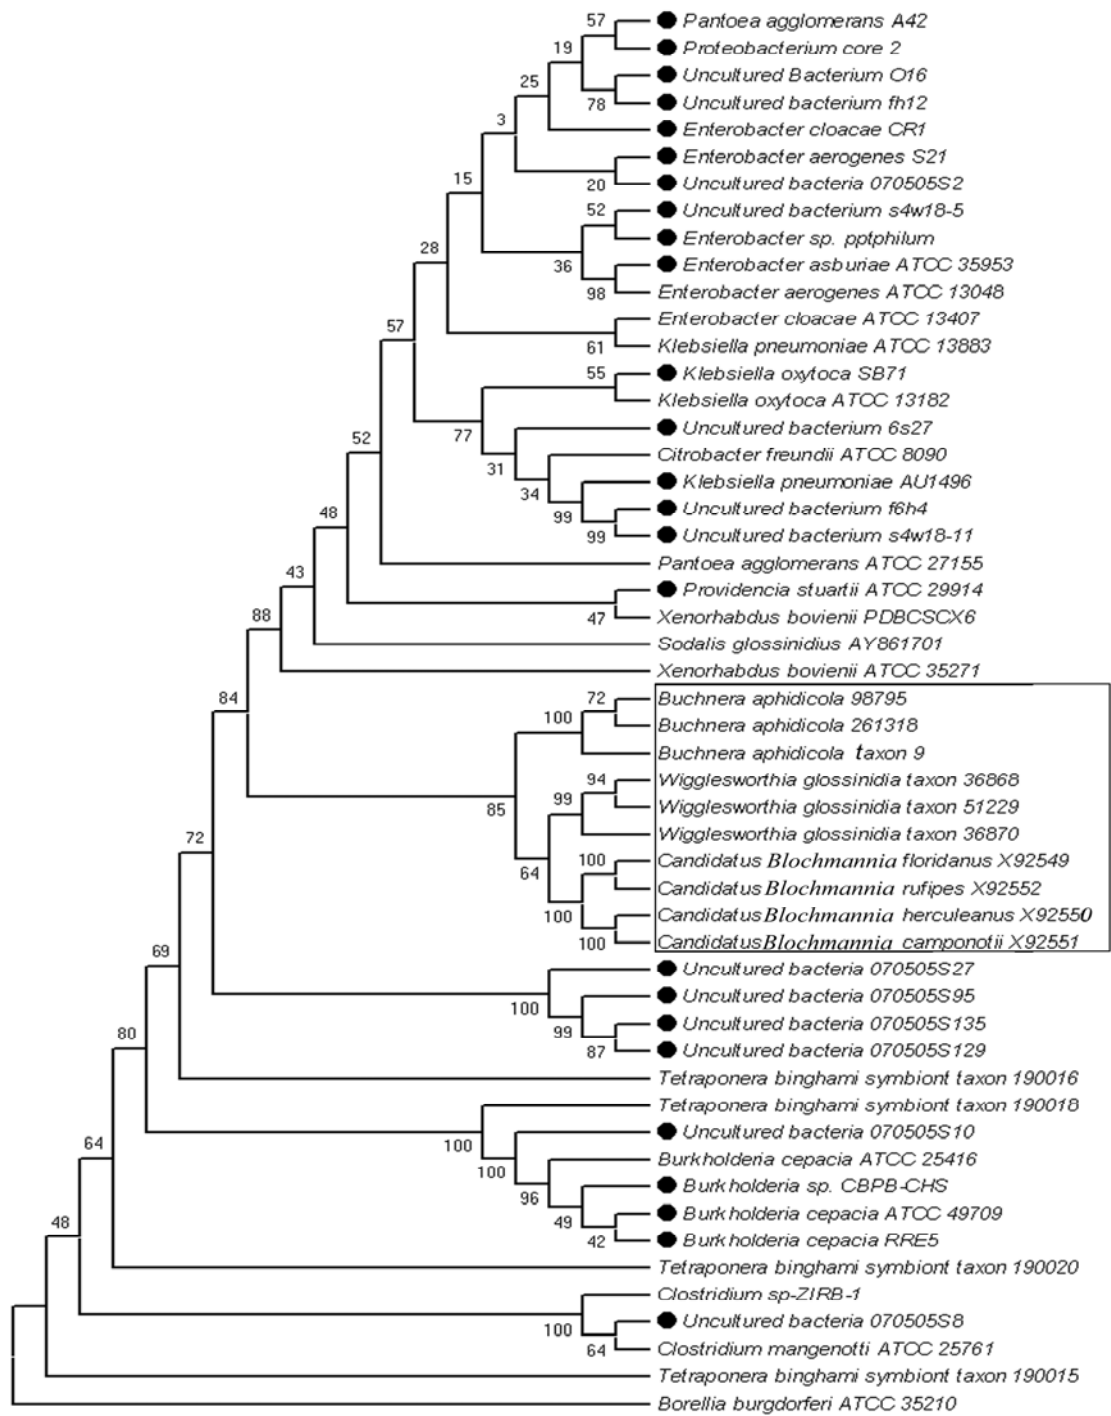 57
Pantoea agglomerans A42
Proteobacterium core 2
19
Uncultured Bacterium O16
25
78
Uncultured bacterium fh12
3
Enterobacter cloacae CR1
Enterobacter aerogenes S21
15
20
Uncultured bacteria 070505S2
52
Uncultured bacterium s4w18-5
28
Enterobacter sp. pptphilum
36
Enterobacter asburiae ATCC 35953
98
Enterobacter aerogenes ATCC 13048
57
Enterobacter cloacae ATCC 13407
61
Klebsiella pneumoniae ATCC 13883
55
Klebsiella oxytoca SB71
Klebsiella oxytoca ATCC 13182
77
Uncultured bacterium 6s27
52
31
Citrobacter freundii ATCC 8090
34
Klebsiella pneumoniae AU1496
48
99
Uncultured bacterium f6h4
99
Uncultured bacterium s4w18-11
Pantoea agglomerans ATCC 27155
43
Providencia stuartii ATCC 29914
88
47
Xenorhabdus bovienii PDBCSCX6
Sodalis glossinidius AY861701
Xenorhabdus bovienii ATCC 35271
84
72
Buchnera aphidicola 98795
100
Buchnera aphidicola 261318
Buchnera aphidicola taxon 9
94
Wigglesworthia glossinidia taxon 36868
99
85
Wigglesworthia glossinidia taxon 51229
72
Wigglesworthia glossinidia taxon 36870
100
Candidatus Blochmannia floridanus X92549
64
Candidatus Blochmannia rufipes X92552
100
Candidatus Blochmannia herculeanus X92550
100
Candidatus Blochmannia camponotii X92551
69
Uncultured bacteria 070505S27
100
Uncultured bacteria 070505S95
99
Uncultured bacteria 070505S135
80
87
Uncultured bacteria 070505S129
Tetraponera binghami symbiont taxon 190016
Tetraponera binghami symbiont taxon 190018
64
100
Uncultured bacteria 070505S10
100
Burkholderia cepacia ATCC 25416
96
Burkholderia sp. CBPB-CHS
48
49
Burkholderia cepacia ATCC 49709
42
Burkholderia cepacia RRE5
Tetraponera binghami symbiont taxon 190020
Clostridium sp-ZIRB-1
100
Uncultured bacteria 070505S8
64
Clostridium mangenotti ATCC 25761
Tetraponera binghami symbiont taxon 190015
Borellia burgdorferi ATCC 35210